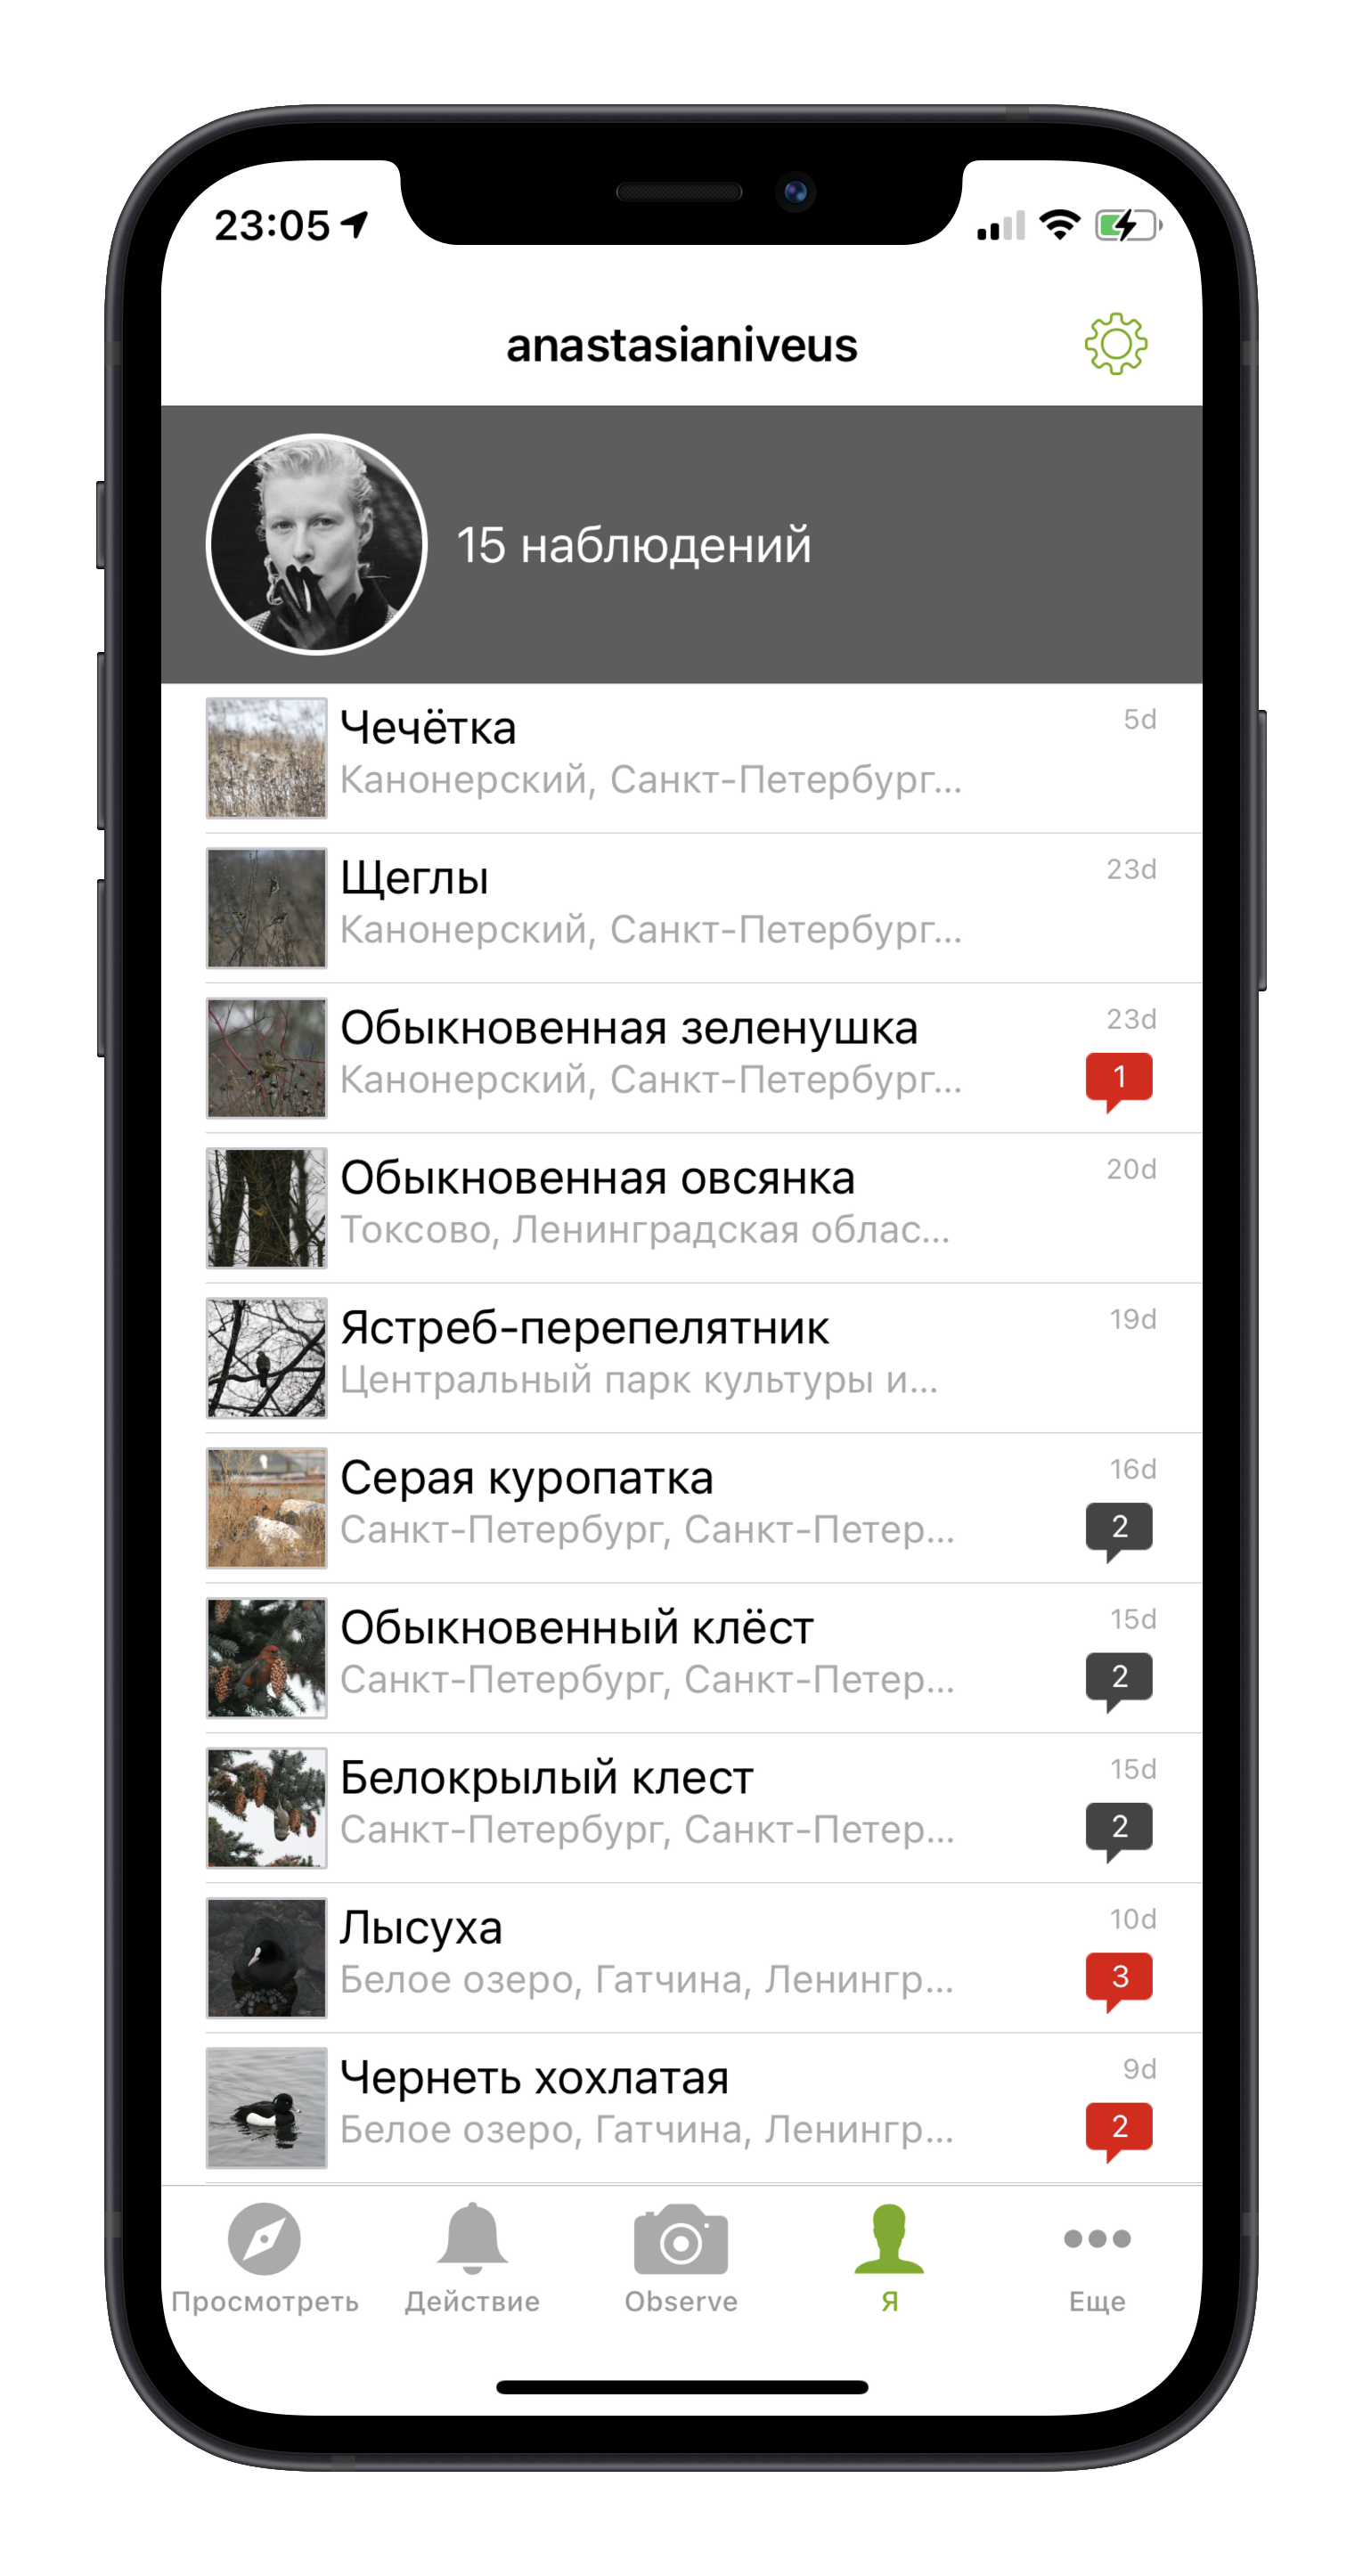 23:05
anastasianiveus
15 наблюдений
Чечётка
5d
Канонерский, Санкт-Петербург...
Щеглы
23d
Канонерский, Санкт-Петербург...
Обыкновенная зеленушка
23d
Канонерский, Санкт-Петербург...
1
Обыкновенная овсянка
20d
Токсово, Ленинградская облас...
Ястреб-перепелятник
19d
Центральный парк культуры и...
Серая куропатка
16d
Санкт-Петербург, Санкт-Петер...
2
Обыкновенный клёст
15d
Санкт-Петербург, Санкт-Петер...
2
Белокрылый клест
15d
Санкт-Петербург, Санкт-Петер...
2
Лысуха
10d
Белое озеро, Гатчина, Ленингр...
3
Чернеть хохлатая
9d
Белое озеро, Гатчина, Ленингр...
2
Просмотреть
Действие
Observe
Я
Еще